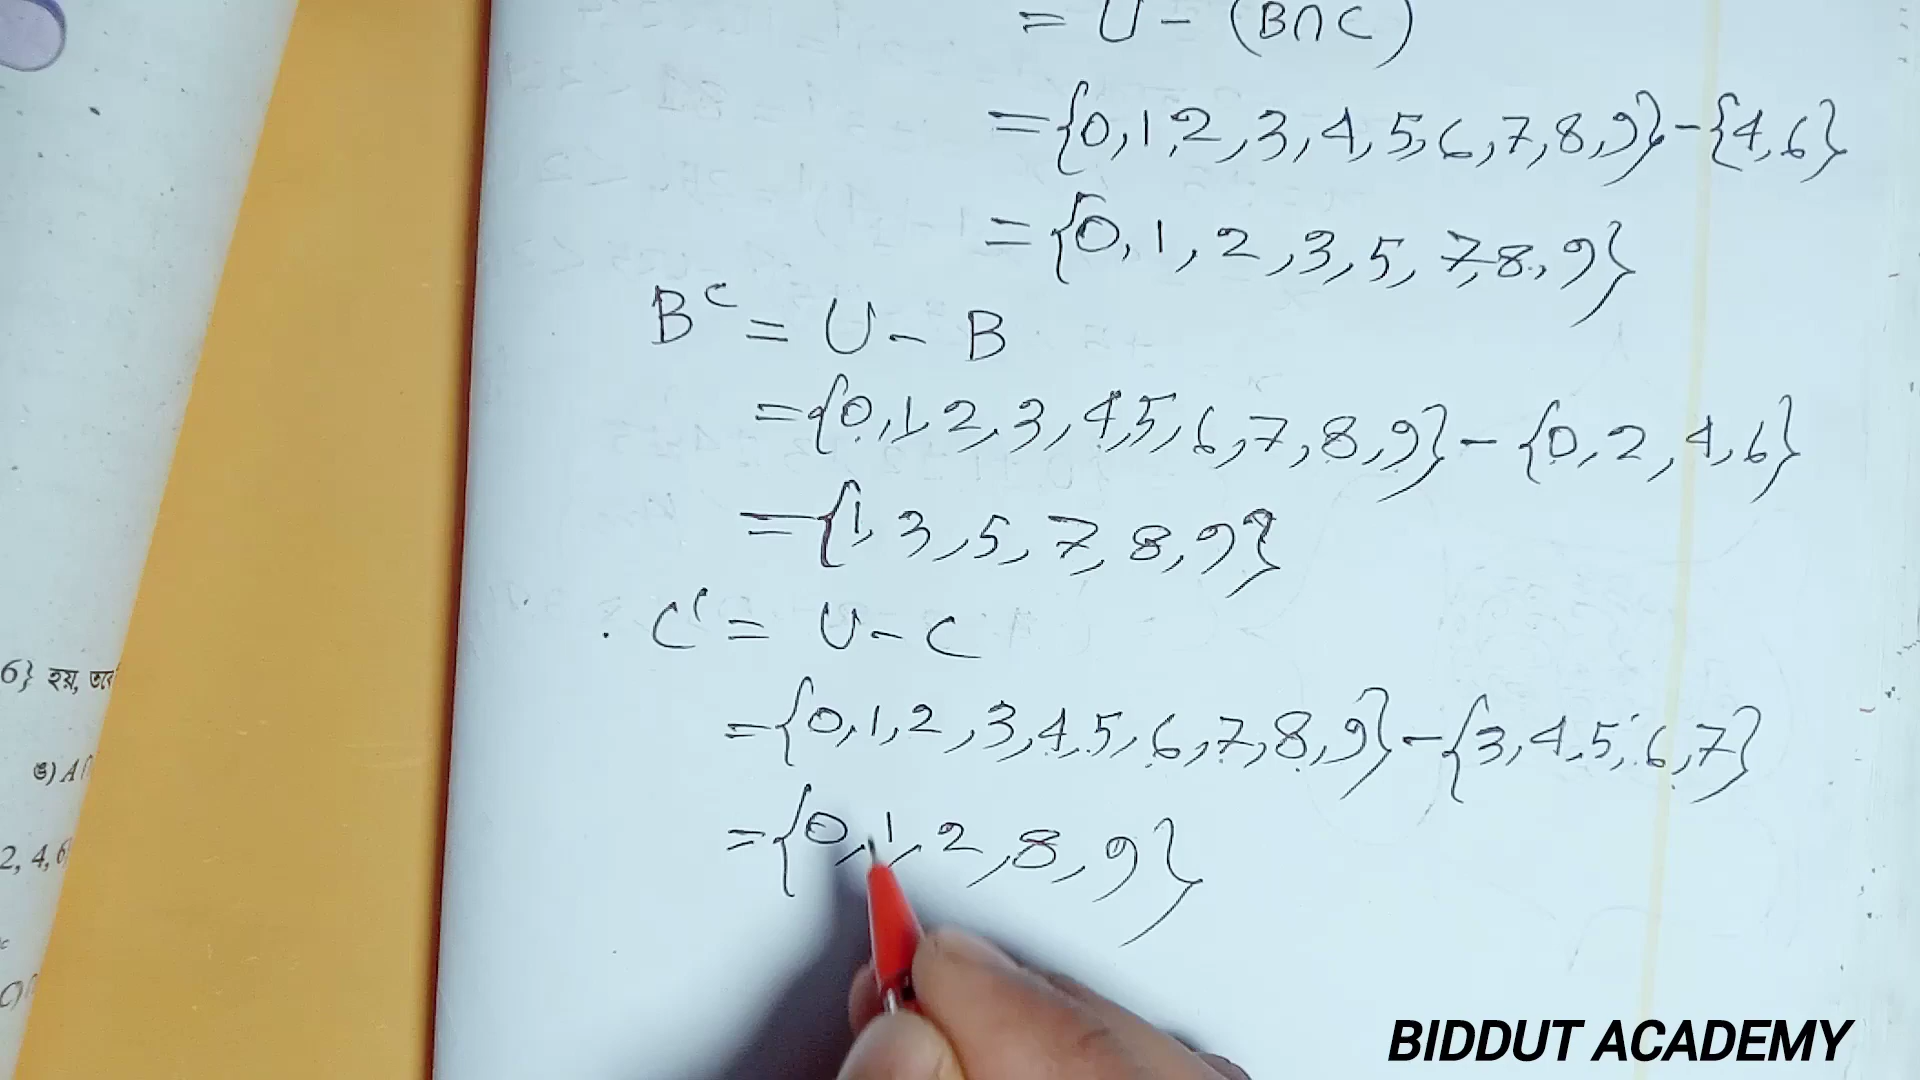 = U - (B∩C)
={0,1,2,3,4,5,6,7,8,9}-{4,6}
={0,1,2,3,5,7,8,9}
Bᶜ = U - B
={0,1,2,3,4,5,6,7,8,9}-{0,2,4,6}
={1,3,5,7,8,9}
C' = U - C
={0,1,2,3,4,5,6,7,8,9}-{3,4,5,6,7}
={0,1,2,8,9}
6} হয়, তবে
ঙ) A
2, 4, 6
c
C)
BIDDUT ACADEMY